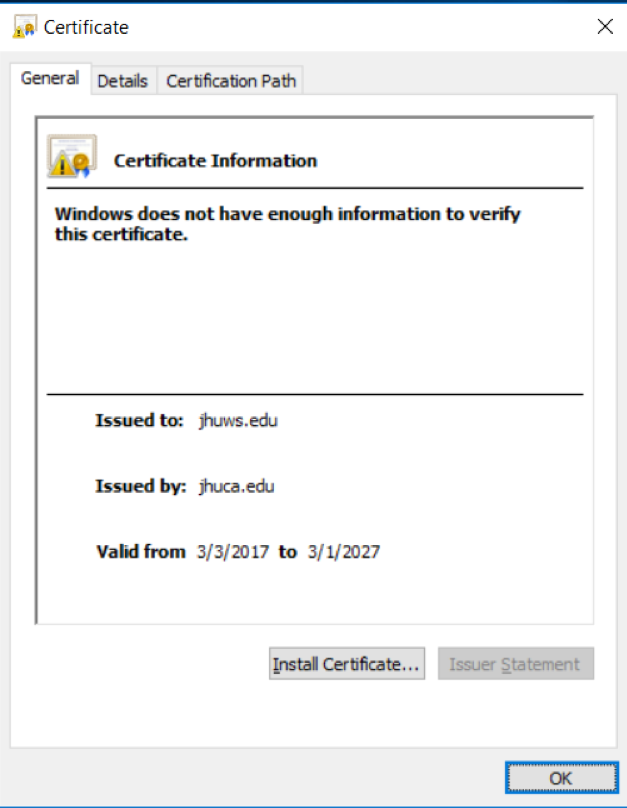 Certificate
General Details Certification Path
Certificate Information
Windows does not have enough information to verify
this certificate.
Issued to: jhuws.edu
Issued by: jhuca.edu
Valid from 3/3/2017 to 3/1/2027
Install Certificate... Issuer Statement
OK